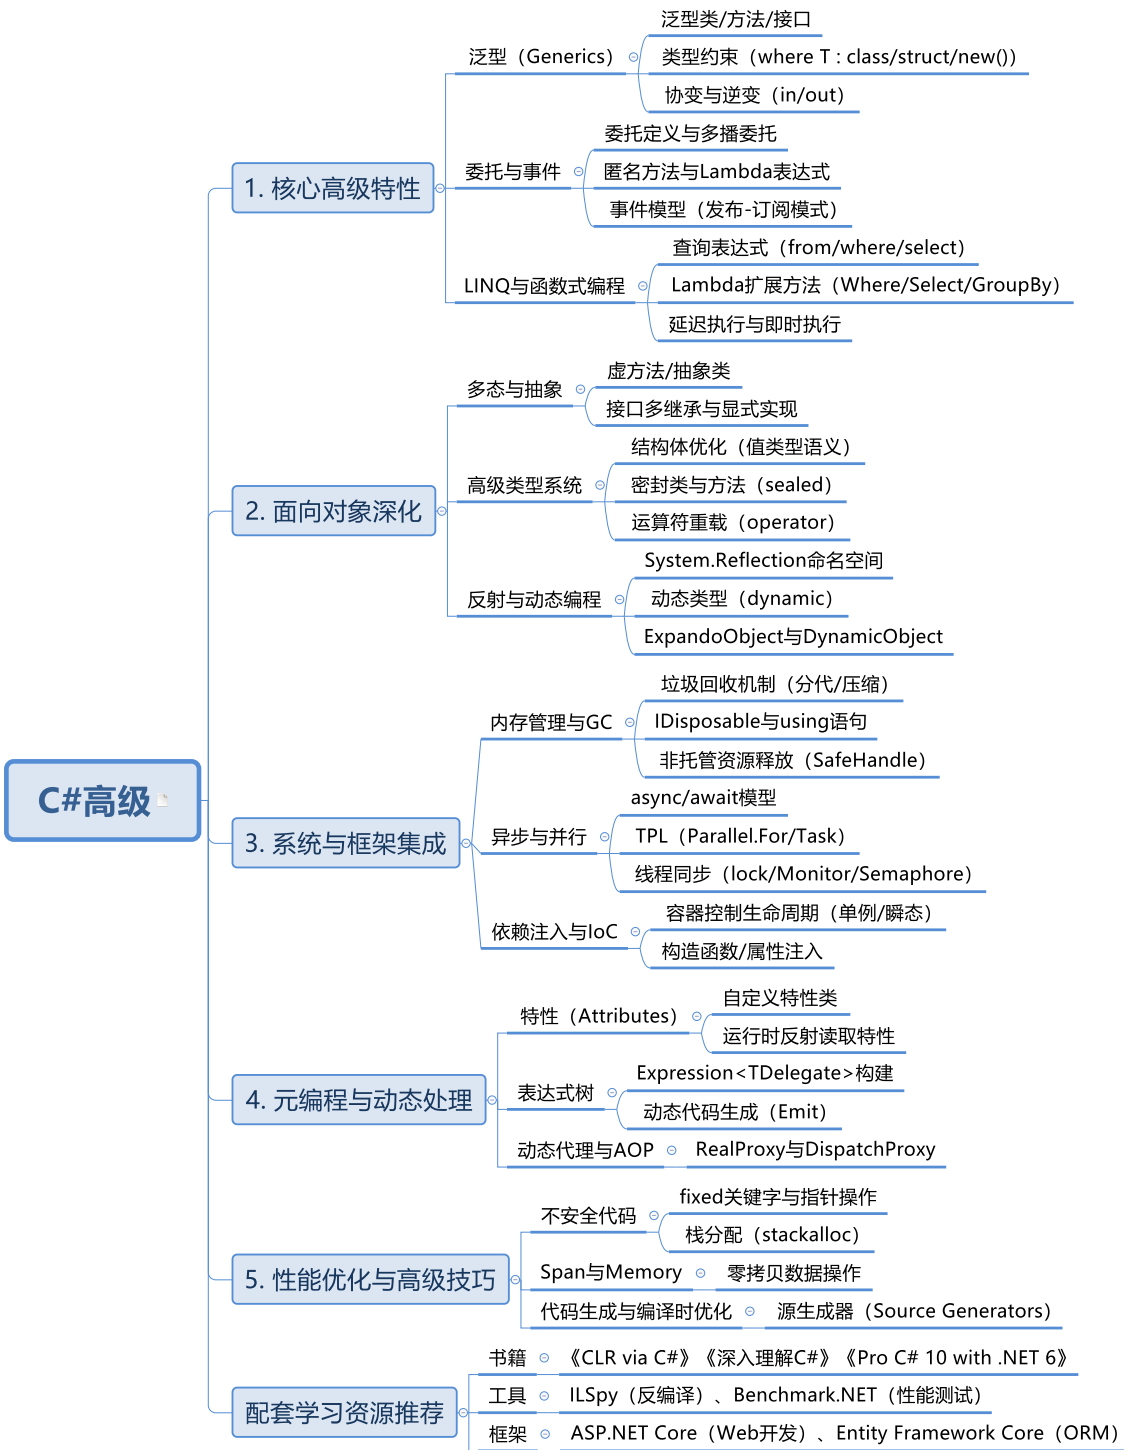 C#高级
1. 核心高级特性
泛型（Generics）
泛型类/方法/接口
类型约束（where T : class/struct/new()）
协变与逆变（in/out）
委托与事件
委托定义与多播委托
匿名方法与Lambda表达式
事件模型（发布-订阅模式）
LINQ与函数式编程
查询表达式（from/where/select）
Lambda扩展方法（Where/Select/GroupBy）
延迟执行与即时执行
2. 面向对象深化
多态与抽象
虚方法/抽象类
接口多继承与显式实现
高级类型系统
结构体优化（值类型语义）
密封类与方法（sealed）
运算符重载（operator）
反射与动态编程
System.Reflection命名空间
动态类型（dynamic）
ExpandoObject与DynamicObject
3. 系统与框架集成
内存管理与GC
垃圾回收机制（分代/压缩）
IDisposable与using语句
非托管资源释放（SafeHandle）
异步与并行
async/await模型
TPL（Parallel.For/Task）
线程同步（lock/Monitor/Semaphore）
依赖注入与IoC
容器控制生命周期（单例/瞬态）
构造函数/属性注入
4. 元编程与动态处理
特性（Attributes）
自定义特性类
运行时反射读取特性
表达式树
Expression<TDelegate>构建
动态代码生成（Emit）
动态代理与AOP
RealProxy与DispatchProxy
5. 性能优化与高级技巧
不安全代码
fixed关键字与指针操作
栈分配（stackalloc）
Span与Memory
零拷贝数据操作
代码生成与编译时优化
源生成器（Source Generators）
配套学习资源推荐
书籍
《CLR via C#》《深入理解C#》《Pro C# 10 with .NET 6》
工具
ILSpy（反编译）、Benchmark.NET（性能测试）
框架
ASP.NET Core（Web开发）、Entity Framework Core（ORM）